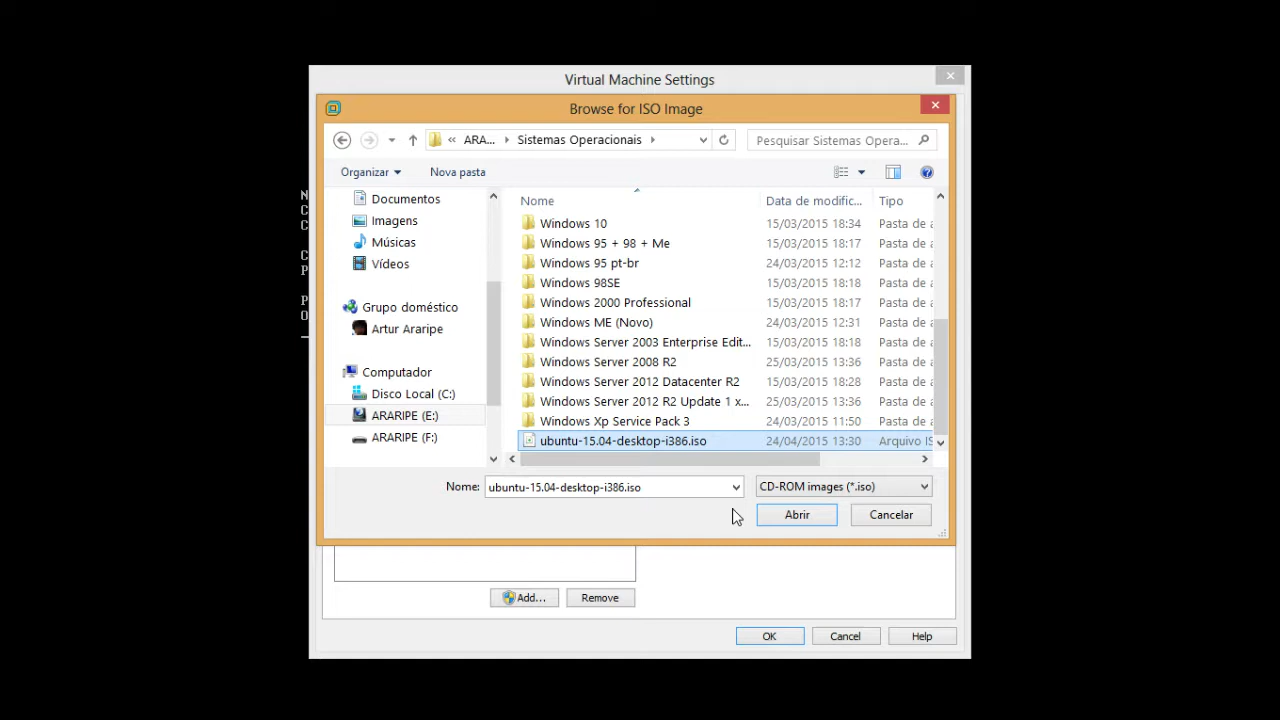 Virtual Machine Settings
Browse for ISO Image
« ARA... Sistemas Operacionais
Pesquisar Sistemas Opera...
Organizar Nova pasta
Nome Data de modific... Tipo
Documentos
Imagens
Músicas
Vídeos
Grupo doméstico
Artur Araripe
Computador
Disco Local (C:)
ARARIPE (E:)
ARARIPE (F:)
Windows 10 15/03/2015 18:34 Pasta de a
Windows 95 + 98 + Me 15/03/2015 18:17 Pasta de a
Windows 95 pt-br 24/03/2015 12:12 Pasta de a
Windows 98SE 15/03/2015 18:18 Pasta de a
Windows 2000 Professional 15/03/2015 18:17 Pasta de a
Windows ME (Novo) 24/03/2015 12:31 Pasta de a
Windows Server 2003 Enterprise Edit... 15/03/2015 18:18 Pasta de a
Windows Server 2008 R2 25/03/2015 13:36 Pasta de a
Windows Server 2012 Datacenter R2 15/03/2015 18:28 Pasta de a
Windows Server 2012 R2 Update 1 x... 25/03/2015 13:36 Pasta de a
Windows Xp Service Pack 3 24/03/2015 11:50 Pasta de a
ubuntu-15.04-desktop-i386.iso 24/04/2015 13:30 Arquivo IS
Nome: ubuntu-15.04-desktop-i386.iso CD-ROM images (*.iso)
Abrir Cancelar
Add... Remove
OK Cancel Help
N
C
C
C
P
P
O